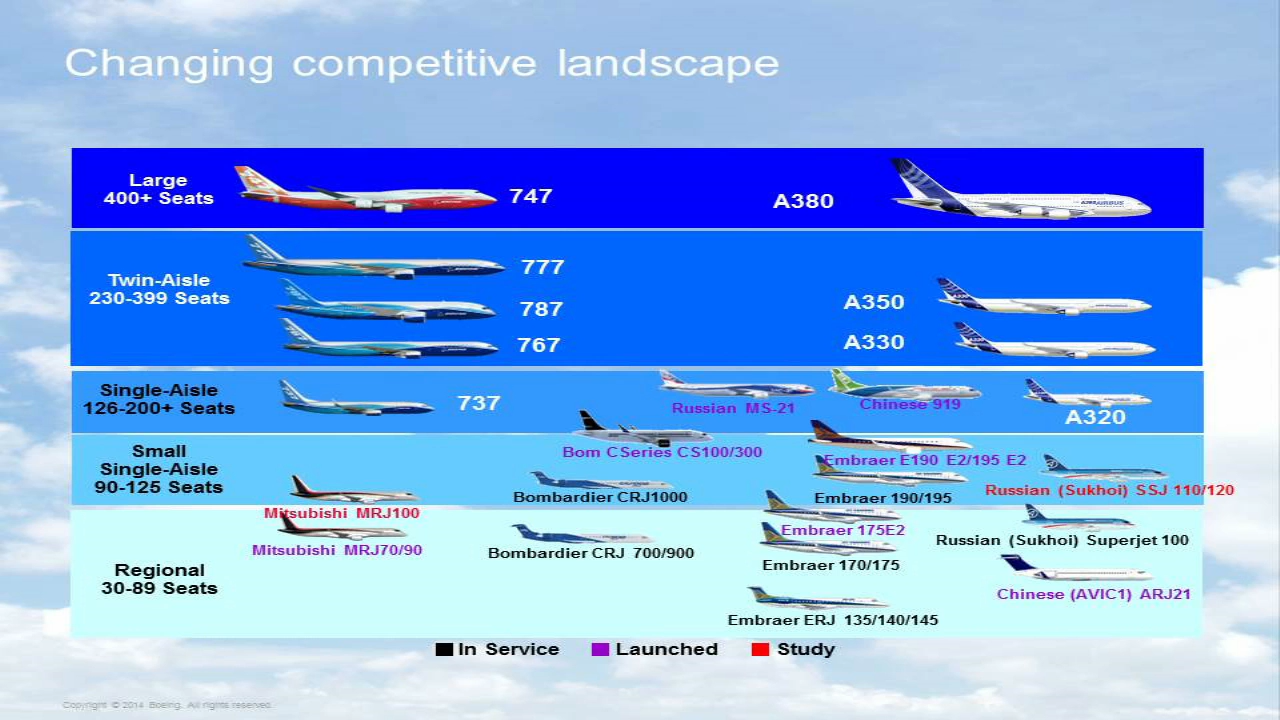 Changing competitive landscape
Large
400+ Seats
747
A380
Twin-Aisle
230-399 Seats
777
787
767
A350
A330
Single-Aisle
126-200+ Seats
737
Russian MS-21
Chinese 919
A320
Small
Single-Aisle
90-125 Seats
Bom CSeries CS100/300
Embraer E190 E2/195 E2
Bombardier CRJ1000
Embraer 190/195
Russian (Sukhoi) SSJ 110/120
Mitsubishi MRJ100
Regional
30-89 Seats
Mitsubishi MRJ70/90
Bombardier CRJ 700/900
Embraer 175E2
Embraer 170/175
Russian (Sukhoi) Superjet 100
Chinese (AVIC1) ARJ21
Embraer ERJ 135/140/145
In Service
Launched
Study
Copyright © 2014 Boeing. All rights reserved.